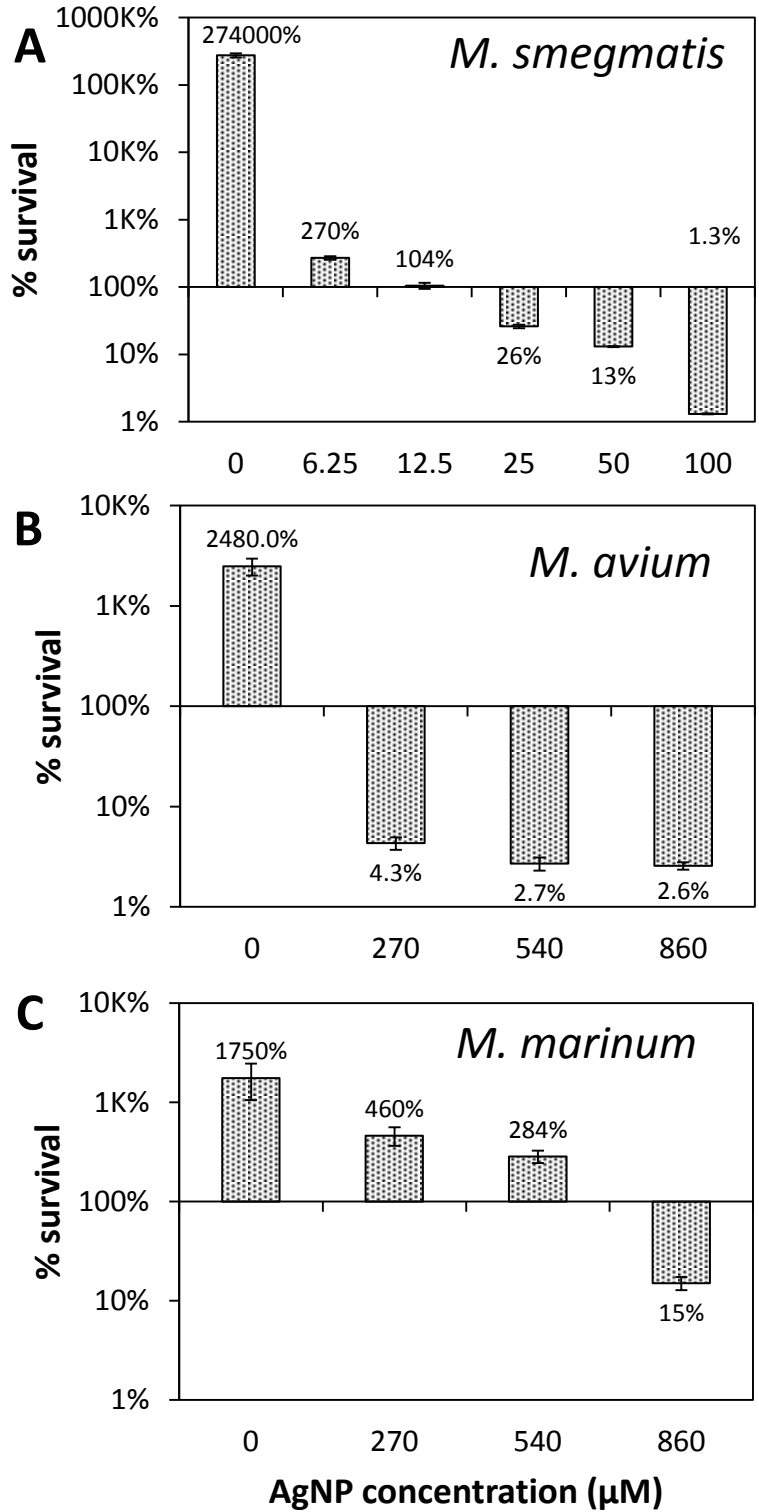 A
M. smegmatis
1000K%
274000%
100K%
10K%
% survival
1K%
270%
104%
1.3%
100%
26%
13%
10%
1%
0 6.25 12.5 25 50 100
B
M. avium
10K%
2480.0%
1K%
% survival
100%
10%
4.3%
2.7%
2.6%
1%
0 270 540 860
C
M. marinum
10K%
1750%
1K%
460%
284%
% survival
100%
10%
15%
1%
0 270 540 860
AgNP concentration (µM)